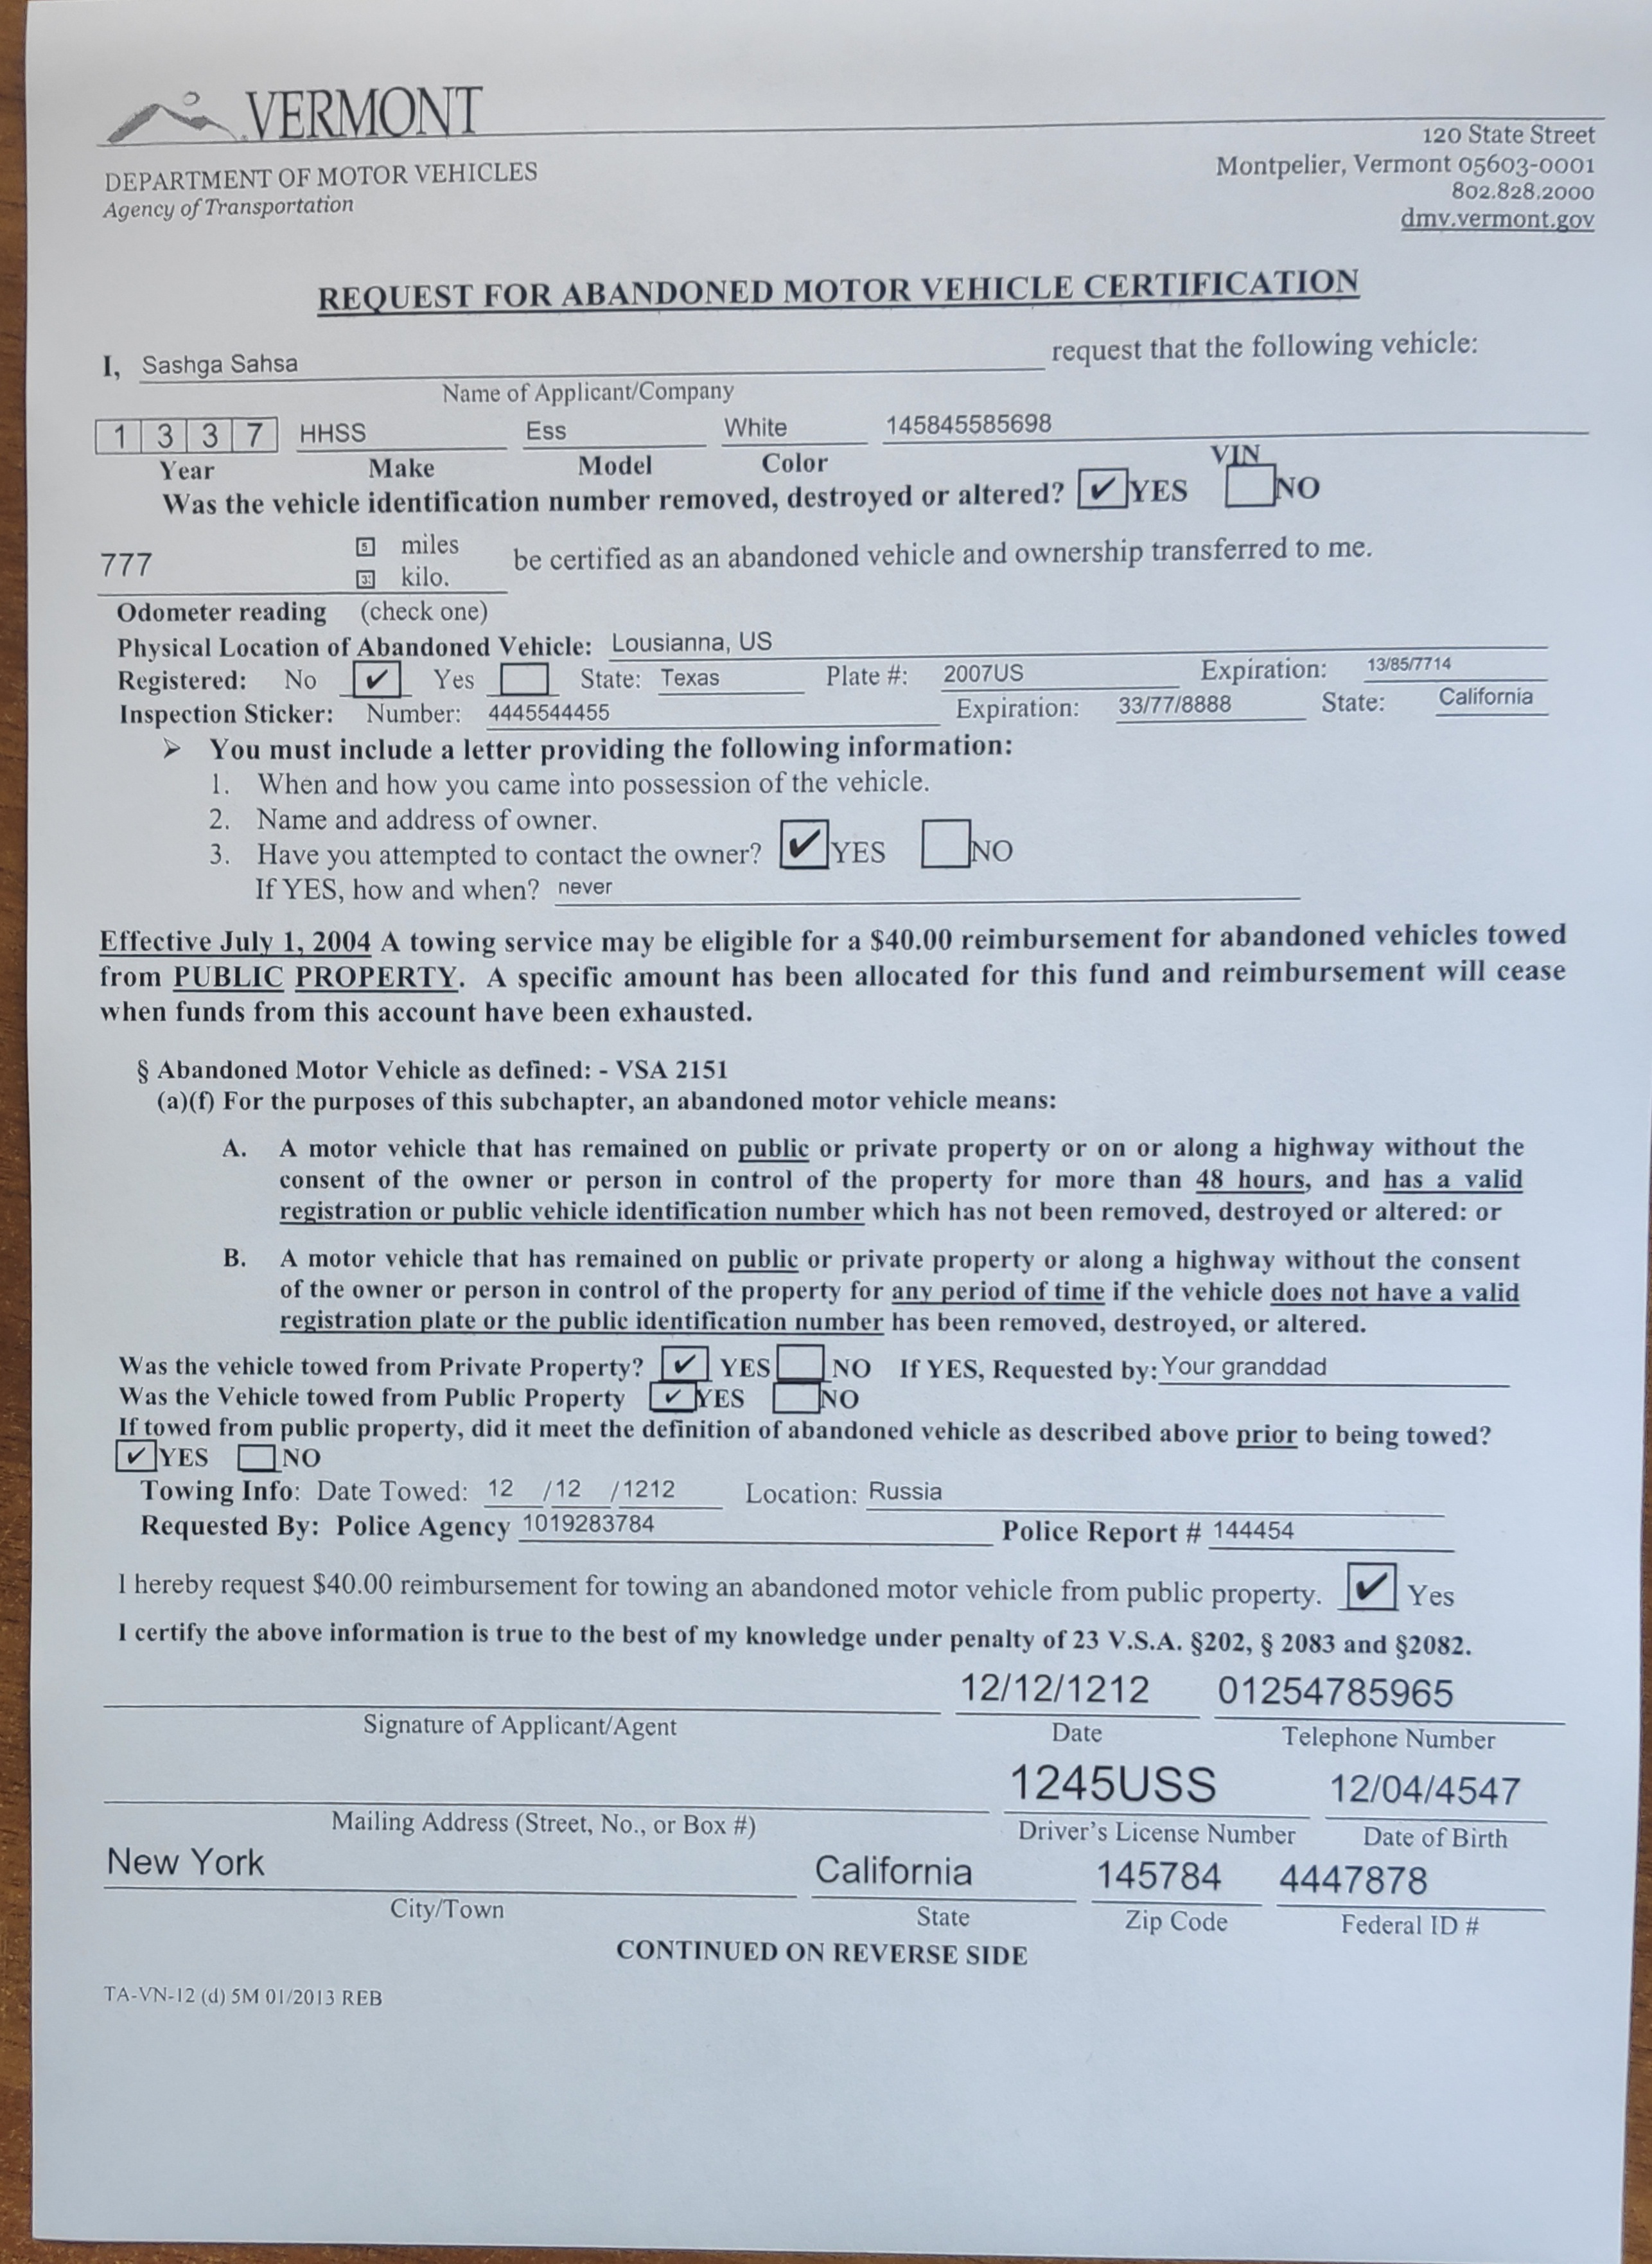 VERMONT
120 State Street
DEPARTMENT OF MOTOR VEHICLES
Montpelier, Vermont 05603-0001
Agency of Transportation
802.828.2000
dmv.vermont.gov
REQUEST FOR ABANDONED MOTOR VEHICLE CERTIFICATION
I, Sashga Sahsa request that the following vehicle:
Name of Applicant/Company
1 3 3 7 HHSS Ess White 145845585698
Year Make Model Color VIN
Was the vehicle identification number removed, destroyed or altered? ✔ YES NO
777 5 miles be certified as an abandoned vehicle and ownership transferred to me.
3 kilo.
Odometer reading (check one)
Physical Location of Abandoned Vehicle: Lousianna, US
Registered: No ✔ Yes State: Texas Plate #: 2007US Expiration: 13/85/7714
Inspection Sticker: Number: 4445544455 Expiration: 33/77/8888 State: California
➢ You must include a letter providing the following information:
1. When and how you came into possession of the vehicle.
2. Name and address of owner.
3. Have you attempted to contact the owner? ✔ YES NO
If YES, how and when? never
Effective July 1, 2004 A towing service may be eligible for a $40.00 reimbursement for abandoned vehicles towed
from PUBLIC PROPERTY. A specific amount has been allocated for this fund and reimbursement will cease
when funds from this account have been exhausted.
§ Abandoned Motor Vehicle as defined: - VSA 2151
(a)(f) For the purposes of this subchapter, an abandoned motor vehicle means:
A. A motor vehicle that has remained on public or private property or on or along a highway without the
consent of the owner or person in control of the property for more than 48 hours, and has a valid
registration or public vehicle identification number which has not been removed, destroyed or altered: or
B. A motor vehicle that has remained on public or private property or along a highway without the consent
of the owner or person in control of the property for any period of time if the vehicle does not have a valid
registration plate or the public identification number has been removed, destroyed, or altered.
Was the vehicle towed from Private Property? ✔ YES NO If YES, Requested by: Your granddad
Was the Vehicle towed from Public Property ✔ YES NO
If towed from public property, did it meet the definition of abandoned vehicle as described above prior to being towed?
✔ YES NO
Towing Info: Date Towed: 12 /12 /1212 Location: Russia
Requested By: Police Agency 1019283784 Police Report # 144454
I hereby request $40.00 reimbursement for towing an abandoned motor vehicle from public property. ✔ Yes
I certify the above information is true to the best of my knowledge under penalty of 23 V.S.A. §202, § 2083 and §2082.
12/12/1212 01254785965
Signature of Applicant/Agent Date Telephone Number
1245USS 12/04/4547
Mailing Address (Street, No., or Box #) Driver's License Number Date of Birth
New York California 145784 4447878
City/Town State Zip Code Federal ID #
CONTINUED ON REVERSE SIDE
TA-VN-12 (d) 5M 01/2013 REB